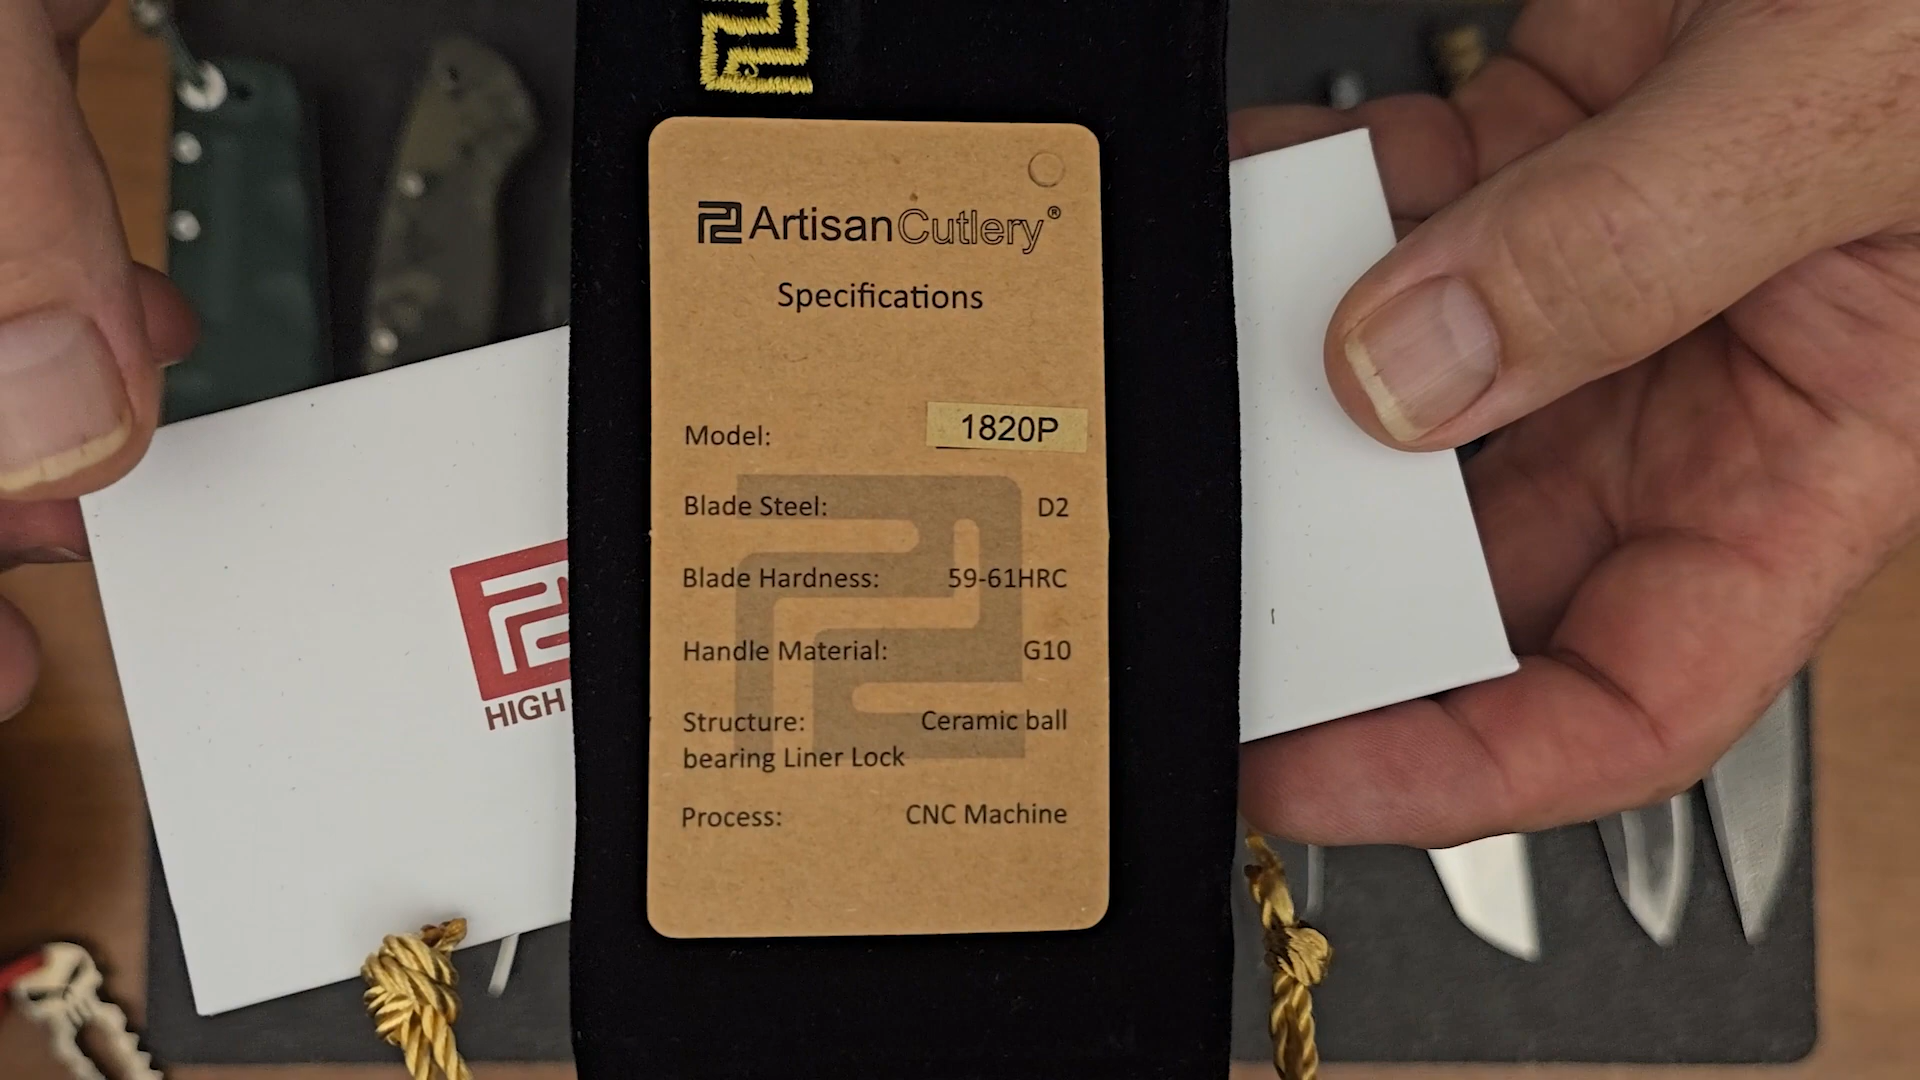 ArtisanCutlery®
Specifications
Model: 1820P
Blade Steel: D2
Blade Hardness: 59-61HRC
Handle Material: G10
Structure: Ceramic ball
bearing Liner Lock
Process: CNC Machine
HIGH